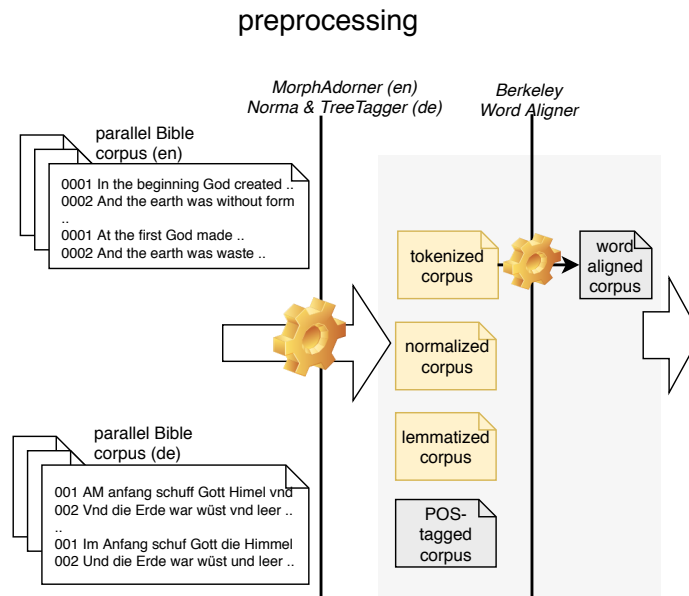 preprocessing
MorphAdorner (en)
Norma & TreeTagger (de)
Berkeley
Word Aligner
parallel Bible
corpus (en)
0001 In the beginning God created ..
0002 And the earth was without form
..
0001 At the first God made ..
0002 And the earth was waste ..
tokenized
corpus
word
aligned
corpus
normalized
corpus
lemmatized
corpus
POS-
tagged
corpus
parallel Bible
corpus (de)
001 AM anfang schuff Gott Himel vnd
002 Vnd die Erde war wüst vnd leer ..
..
001 Im Anfang schuf Gott die Himmel
002 Und die Erde war wüst und leer ..